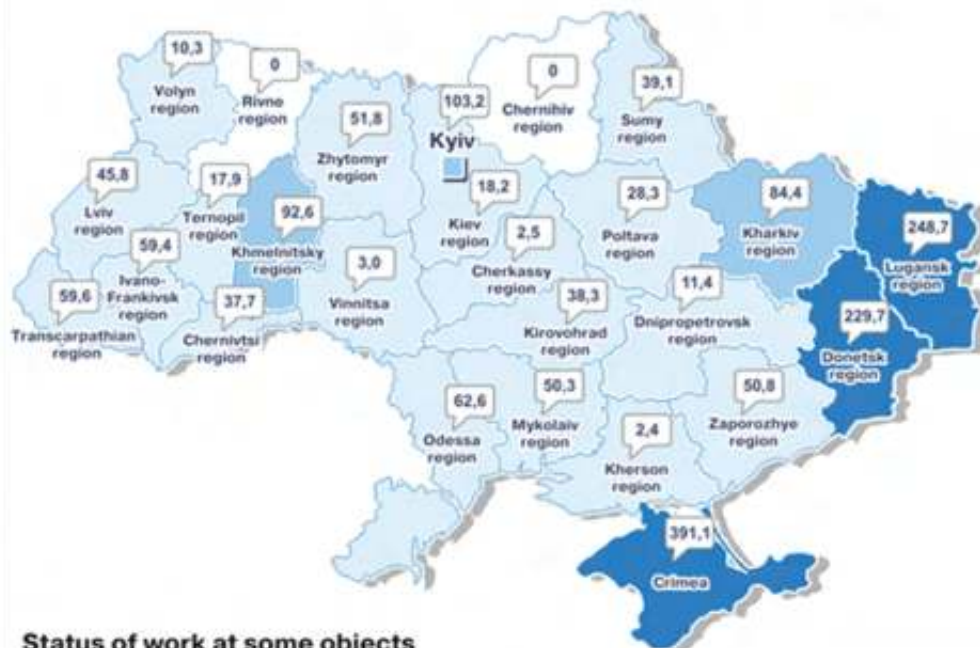 10,3
Volyn
region
0
Rivne
region
51,8
Zhytomyr
region
103,2
Kyiv
0
Chernihiv
region
39,1
Sumy
region
45,8
Lviv
region
17,9
Ternopil
region
92,6
Khmelnitsky
region
18,2
Kiev
region
2,5
Cherkassy
region
28,3
Poltava
region
84,4
Kharkiv
region
248,7
Lugansk
region
59,6
Transcarpathian
region
59,4
Ivano-
Frankivsk
region
37,7
Chernivtsi
region
3,0
Vinnitsa
region
38,3
Kirovohrad
region
11,4
Dnipropetrovsk
region
229,7
Donetsk
region
62,6
Odessa
region
50,3
Mykolaiv
region
2,4
Kherson
region
50,8
Zaporozhye
region
391,1
Crimea
Status of work at some objects